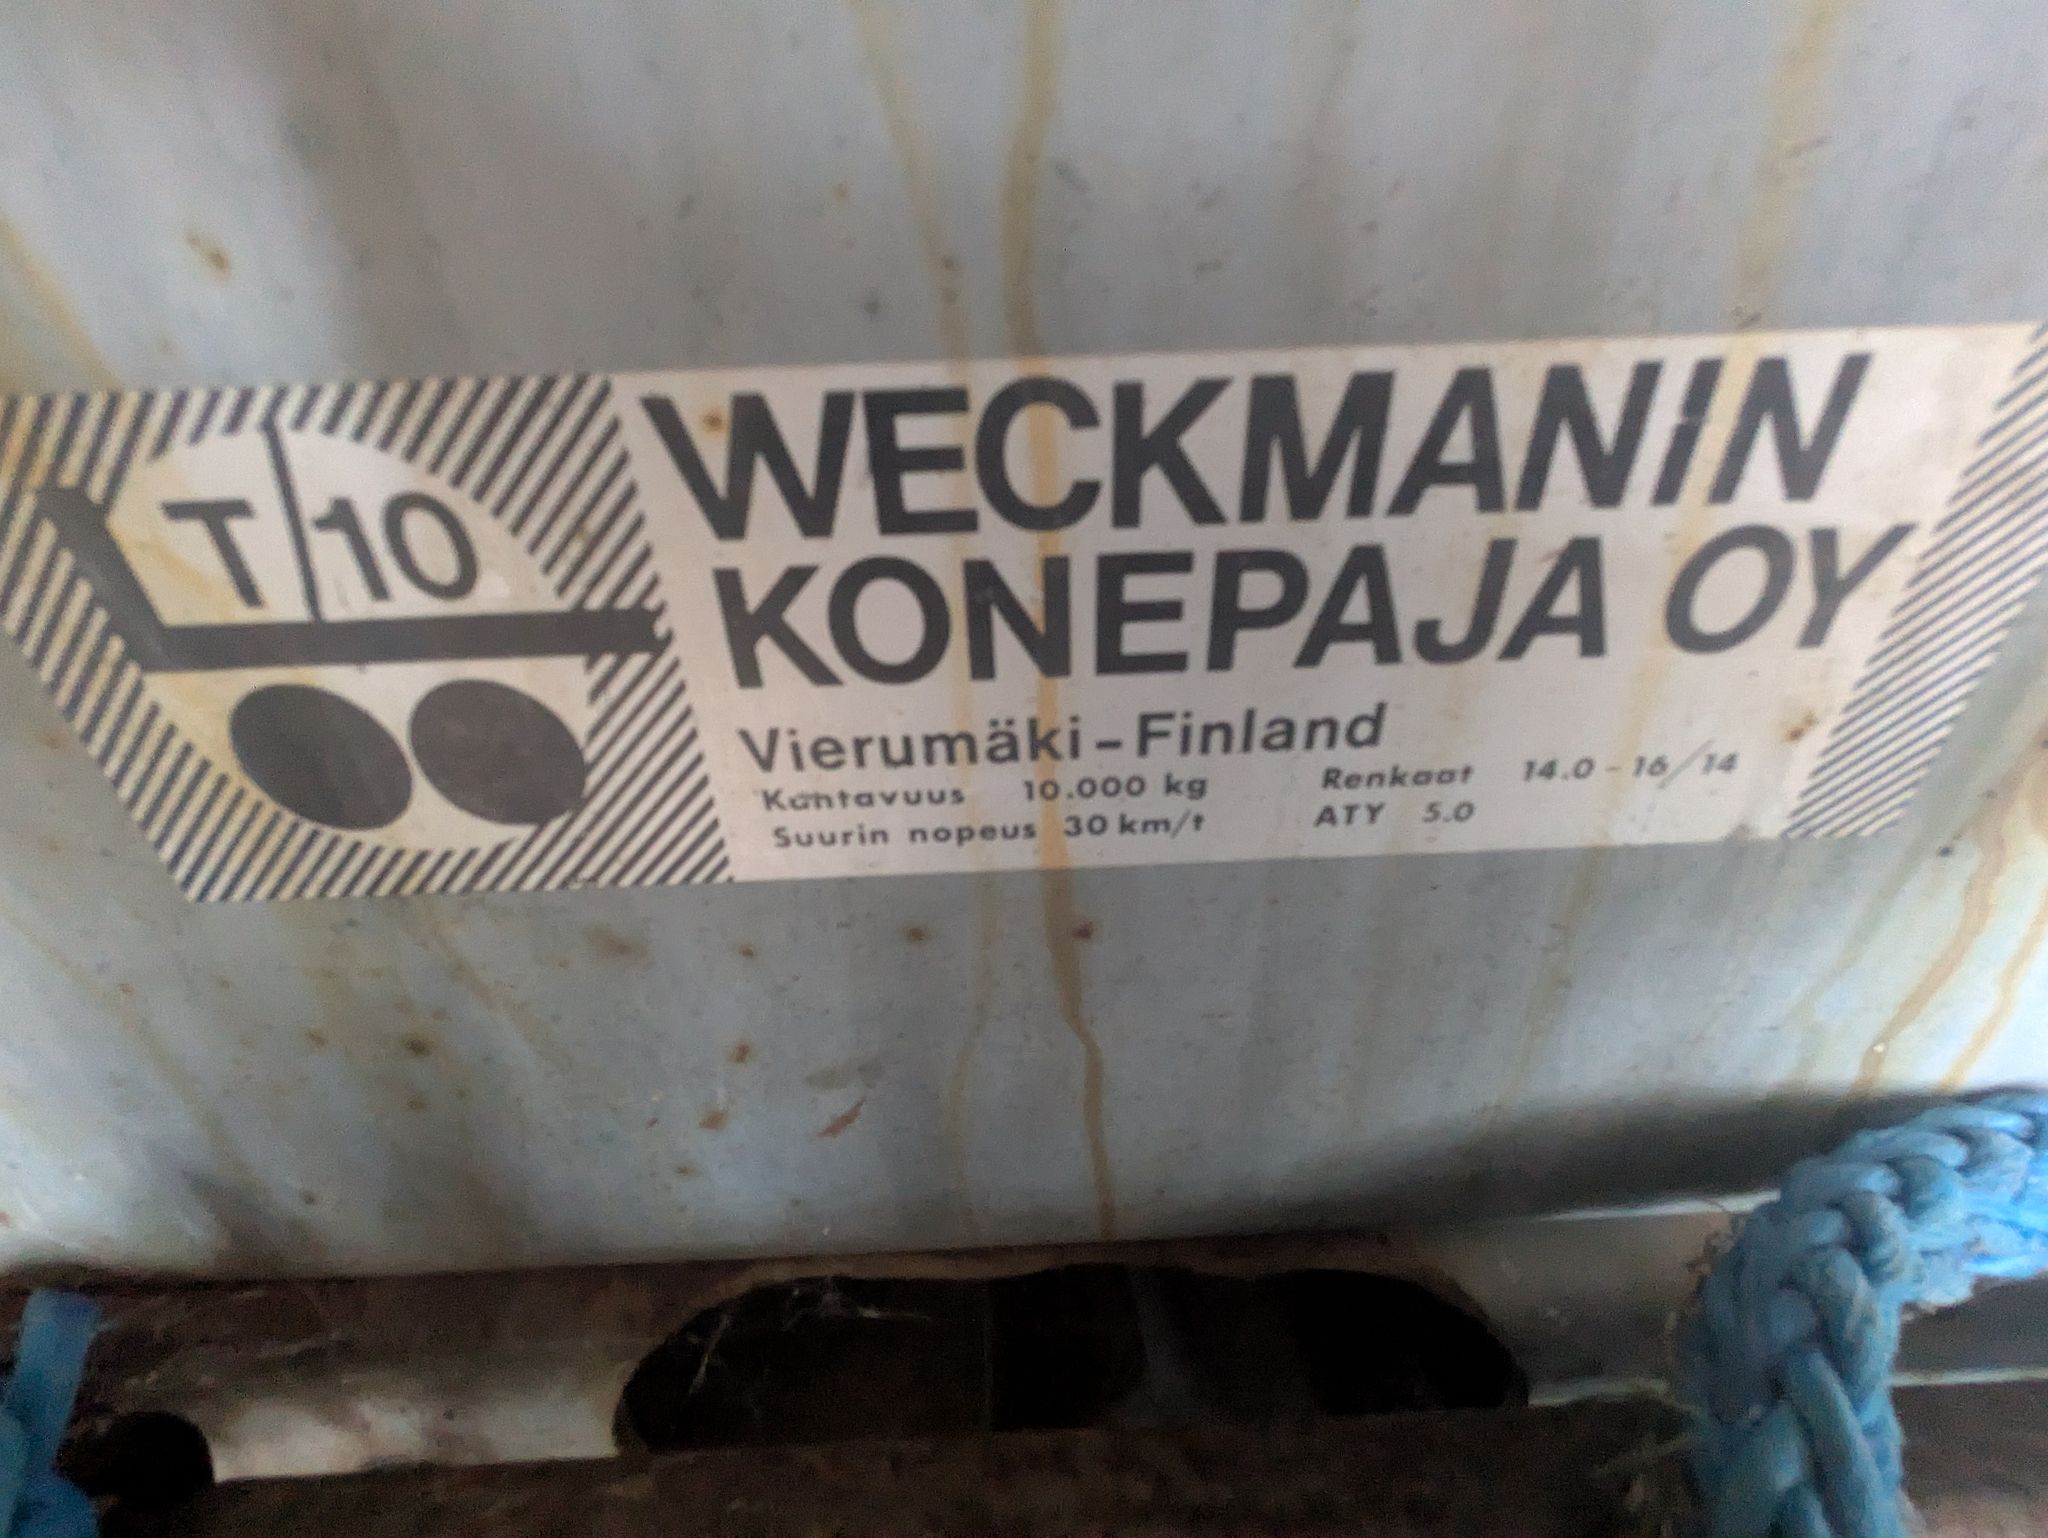 T 10
WECKMANIN
KONEPAJA OY
Vierumäki - Finland
Kantavuus 10.000 kg Renkaat 14.0 - 16/14
Suurin nopeus 30 km/t ATY 5.0